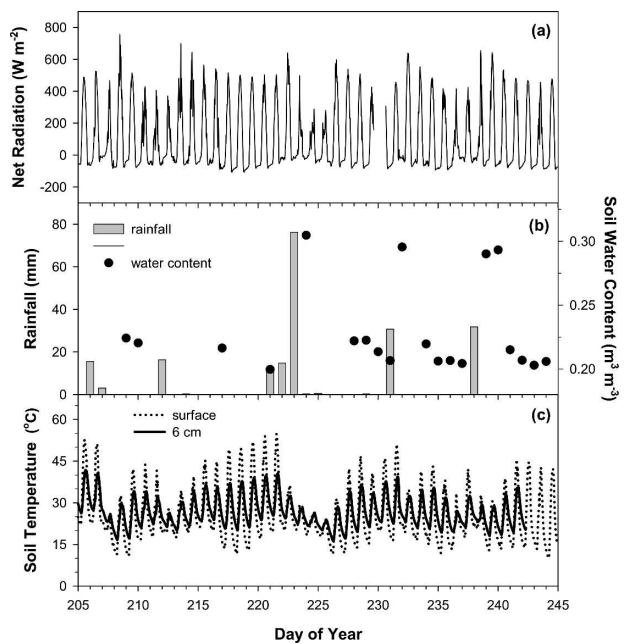 (a)
Net Radiation (W m-2)
800
600
400
200
0
-200
(b)
rainfall
water content
Rainfall (mm)
80
60
40
20
0
Soil Water Content (m3 m-3)
0.30
0.25
0.20
(c)
surface
6 cm
Soil Temperature (oC)
60
45
30
15
0
205 210 215 220 225 230 235 240 245
Day of Year